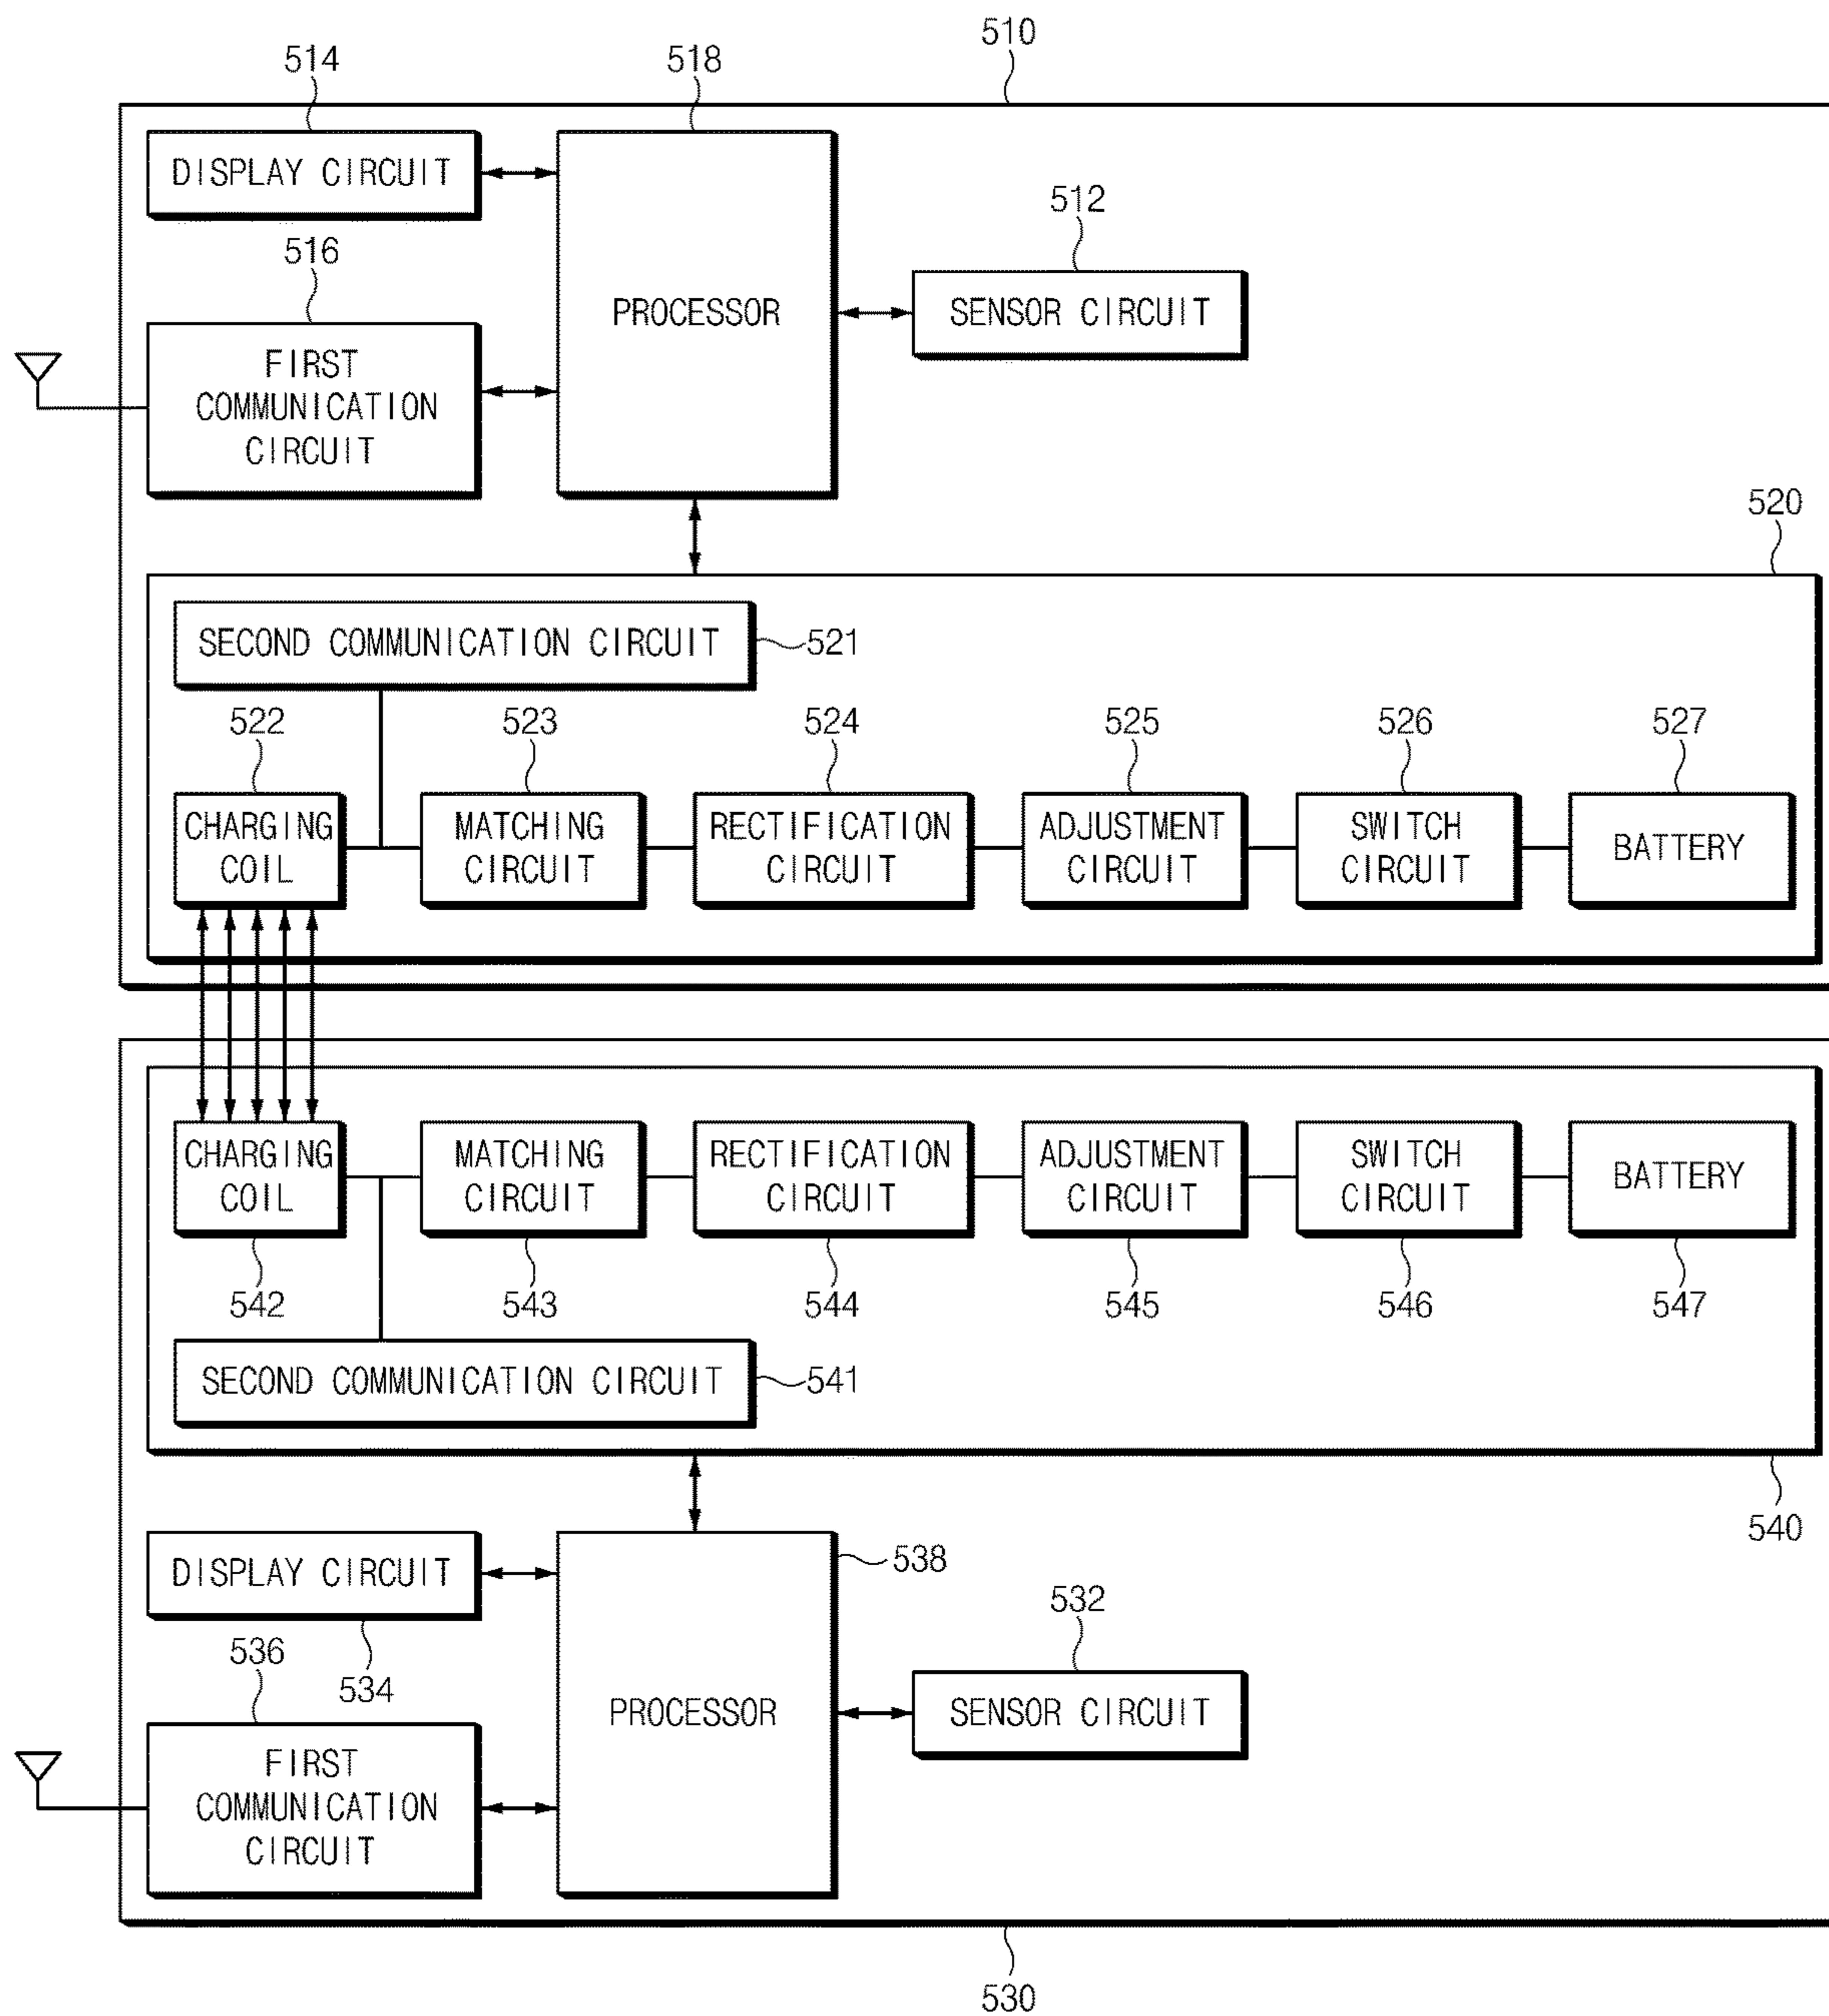 510
514
518
DISPLAY CIRCUIT
512
516
PROCESSOR
SENSOR CIRCUIT
FIRST
COMMUNICATION
CIRCUIT
520
SECOND COMMUNICATION CIRCUIT
521
522
523
524
525
526
527
CHARGING
COIL
MATCHING
CIRCUIT
RECTIFICATION
CIRCUIT
ADJUSTMENT
CIRCUIT
SWITCH
CIRCUIT
BATTERY
CHARGING
COIL
MATCHING
CIRCUIT
RECTIFICATION
CIRCUIT
ADJUSTMENT
CIRCUIT
SWITCH
CIRCUIT
BATTERY
542
543
544
545
546
547
SECOND COMMUNICATION CIRCUIT
541
540
DISPLAY CIRCUIT
538
532
536
534
PROCESSOR
SENSOR CIRCUIT
FIRST
COMMUNICATION
CIRCUIT
530